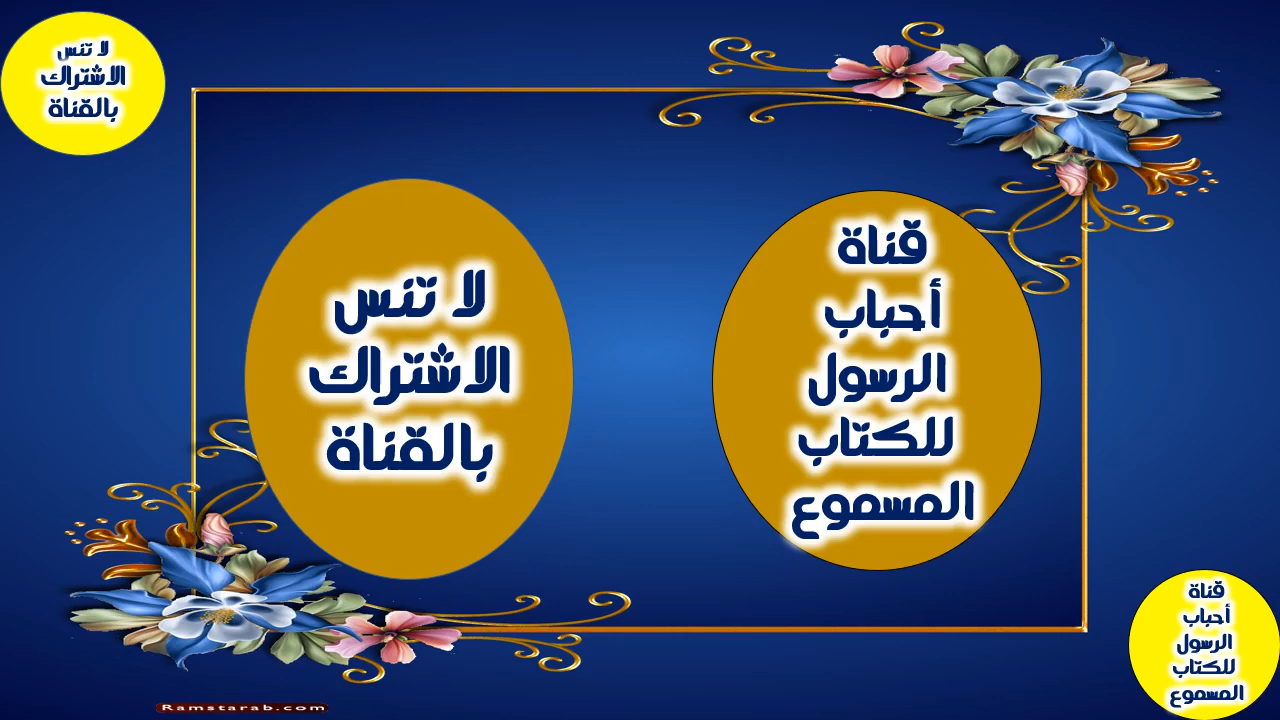 لا تنس
الاشتراك
بالقناة
قناة
أحباب
الرسول
للكتاب
المسموع
لا تنس
الاشتراك
بالقناة
قناة
أحباب
الرسول
للكتاب
المسموع
Ramstarab.com